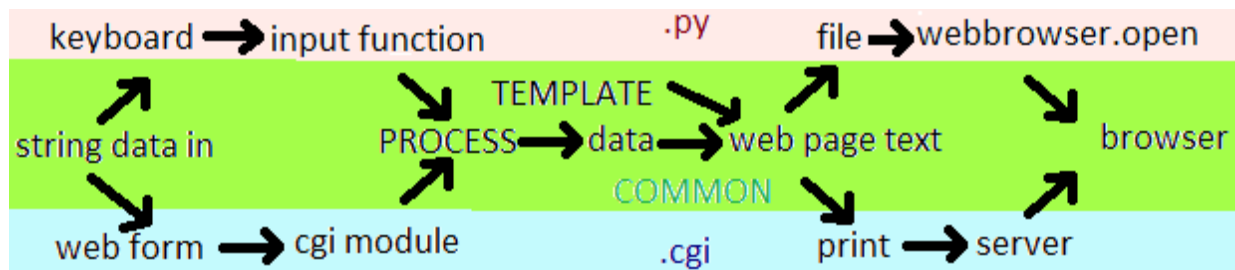 keyboard input function .py file webbrowser.open
TEMPLATE
string data in PROCESS data web page text browser
COMMON
web form cgi module .cgi print server